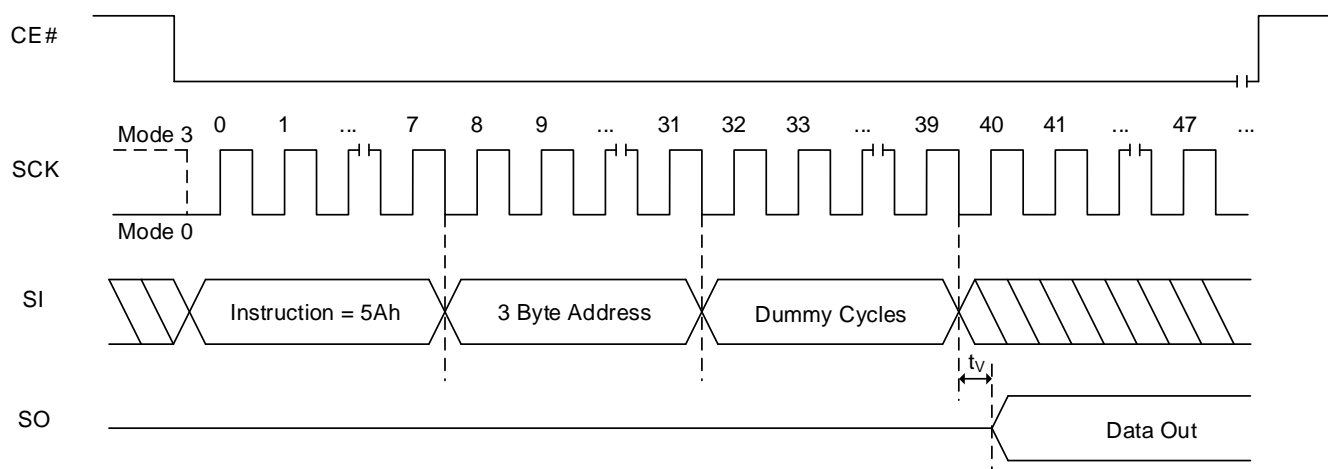 CE#
Mode 3 0 1 ... 7 8 9 ... 31 32 33 ... 39 40 41 ... 47 ...
SCK
Mode 0
SI Instruction = 5Ah 3 Byte Address Dummy Cycles
tV
SO Data Out